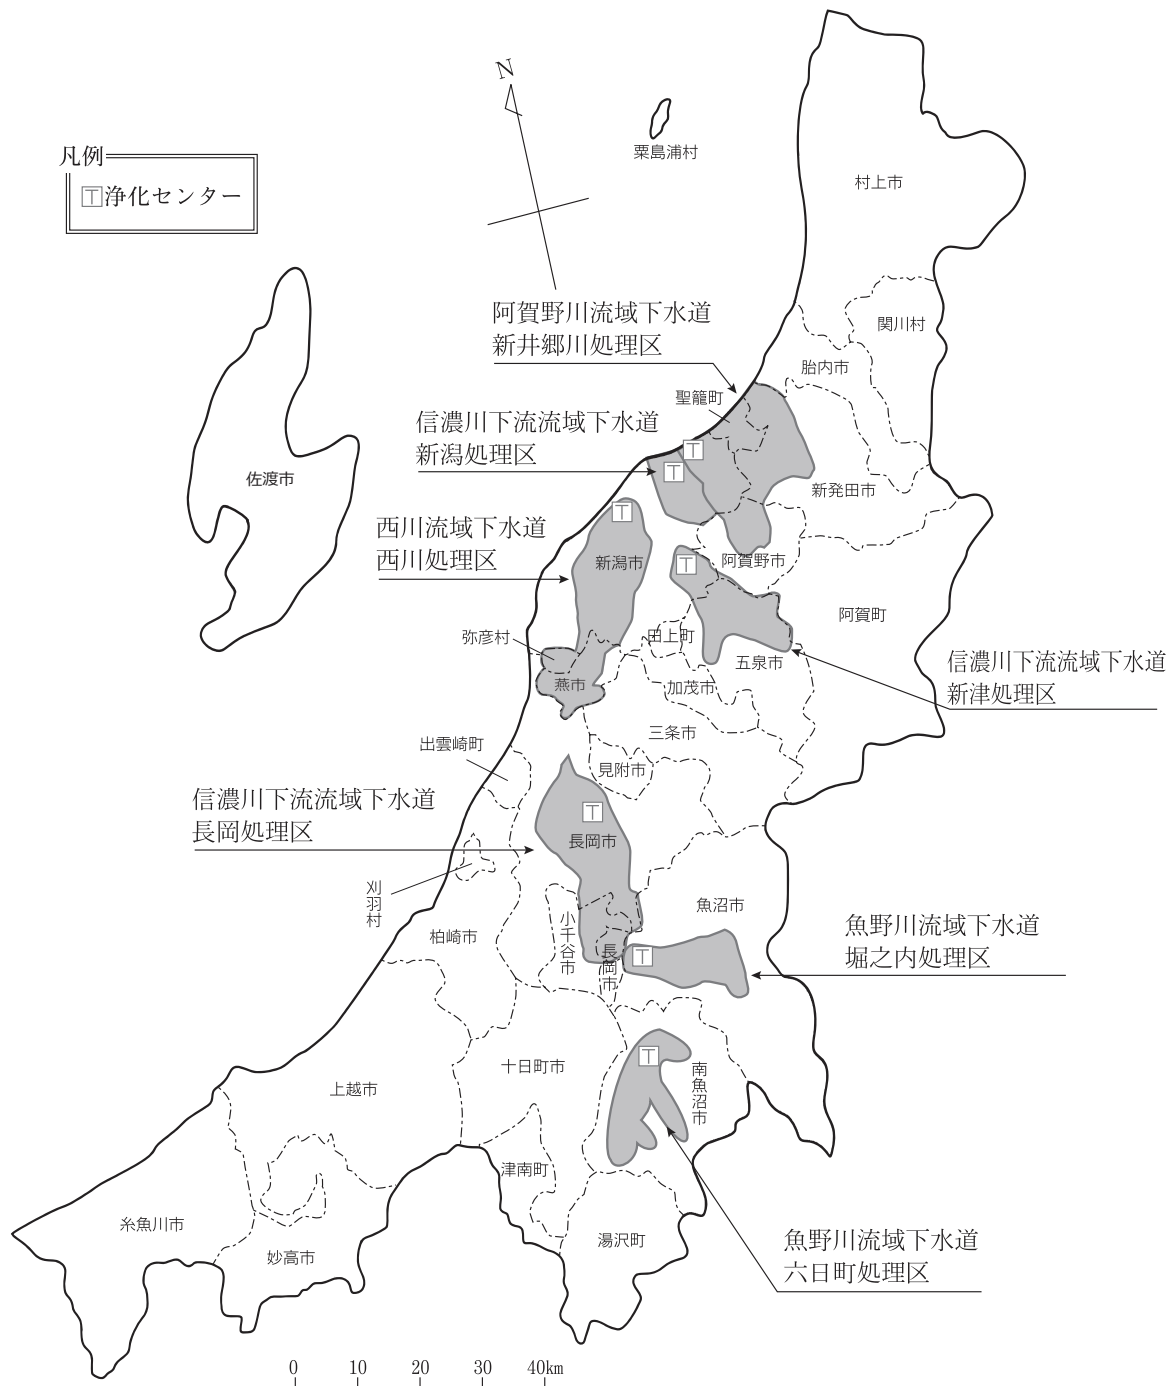 N
粟島浦村
凡例
T浄化センター
村上市
阿賀野川流域下水道
新井郷川処理区
関川村
胎内市
聖籠町
信濃川下流流域下水道
新潟処理区
T
T
佐渡市
新発田市
西川流域下水道
西川処理区
T
新潟市
T
阿賀野市
阿賀町
弥彦村
田上町
五泉市
信濃川下流流域下水道
新津処理区
燕市
加茂市
三条市
出雲崎町
見附市
信濃川下流流域下水道
長岡処理区
T
長岡市
刈羽村
魚沼市
小千谷市
柏崎市
長岡市
T
魚野川流域下水道
堀之内処理区
十日町市
T
南魚沼市
上越市
津南町
糸魚川市
妙高市
湯沢町
魚野川流域下水道
六日町処理区
0 10 20 30 40km